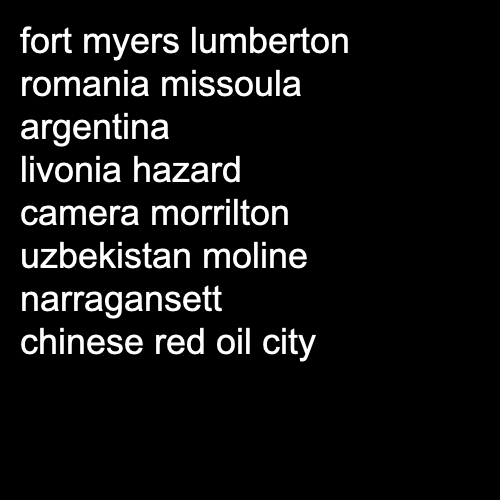 fort myers lumberton
romania missoula
argentina
livonia hazard
camera morrilton
uzbekistan moline
narragansett
chinese red oil city